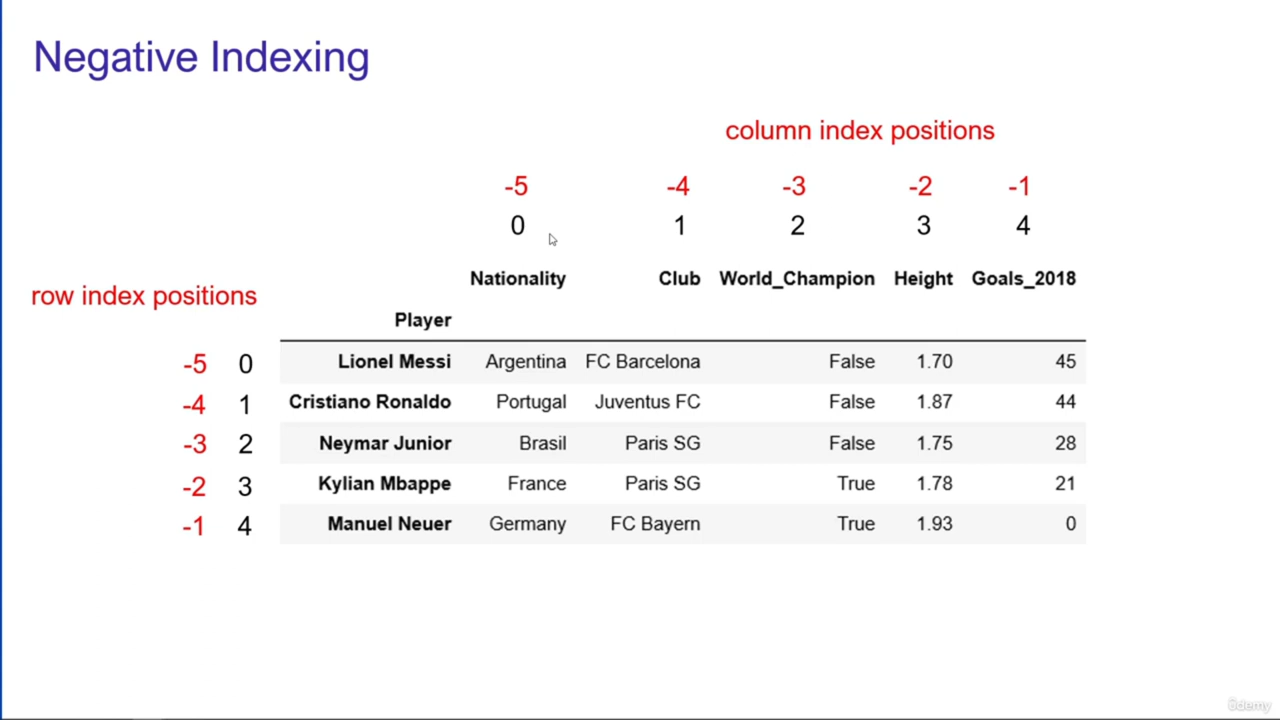 Negative Indexing
column index positions
-5 -4 -3 -2 -1
0 1 2 3 4
Nationality Club World_Champion Height Goals_2018
row index positions
Player
-5 0 Lionel Messi Argentina FC Barcelona False 1.70 45
-4 1 Cristiano Ronaldo Portugal Juventus FC False 1.87 44
-3 2 Neymar Junior Brasil Paris SG False 1.75 28
-2 3 Kylian Mbappe France Paris SG True 1.78 21
-1 4 Manuel Neuer Germany FC Bayern True 1.93 0
ûdemy